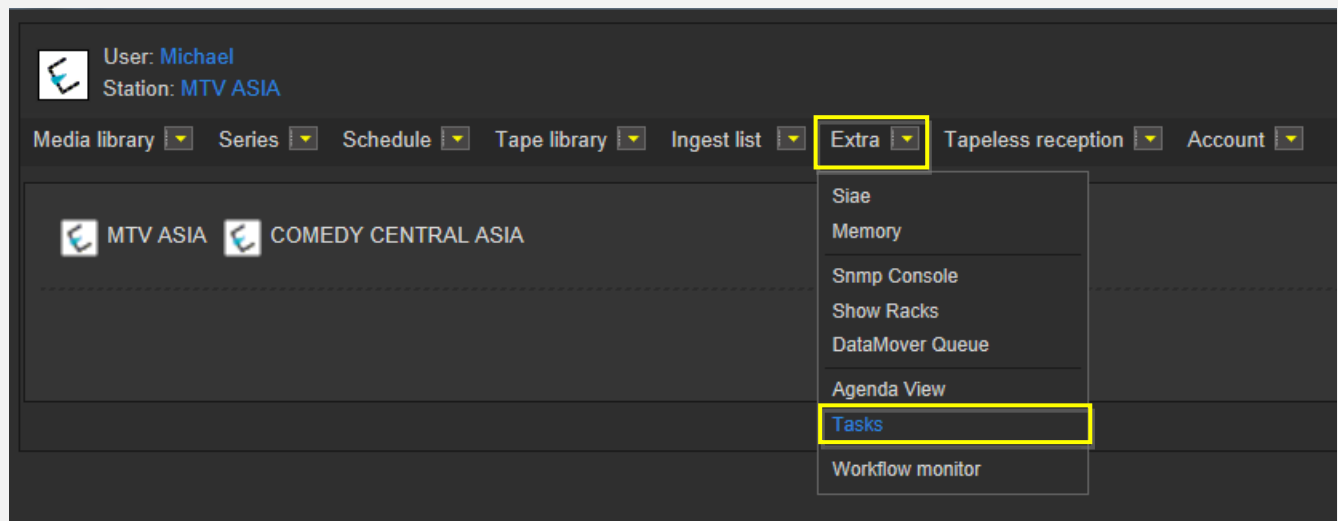 User: Michael
Station: MTV ASIA
Media library Series Schedule Tape library Ingest list Extra Tapeless reception Account
MTV ASIA COMEDY CENTRAL ASIA
Siae
Memory
Snmp Console
Show Racks
DataMover Queue
Agenda View
Tasks
Workflow monitor